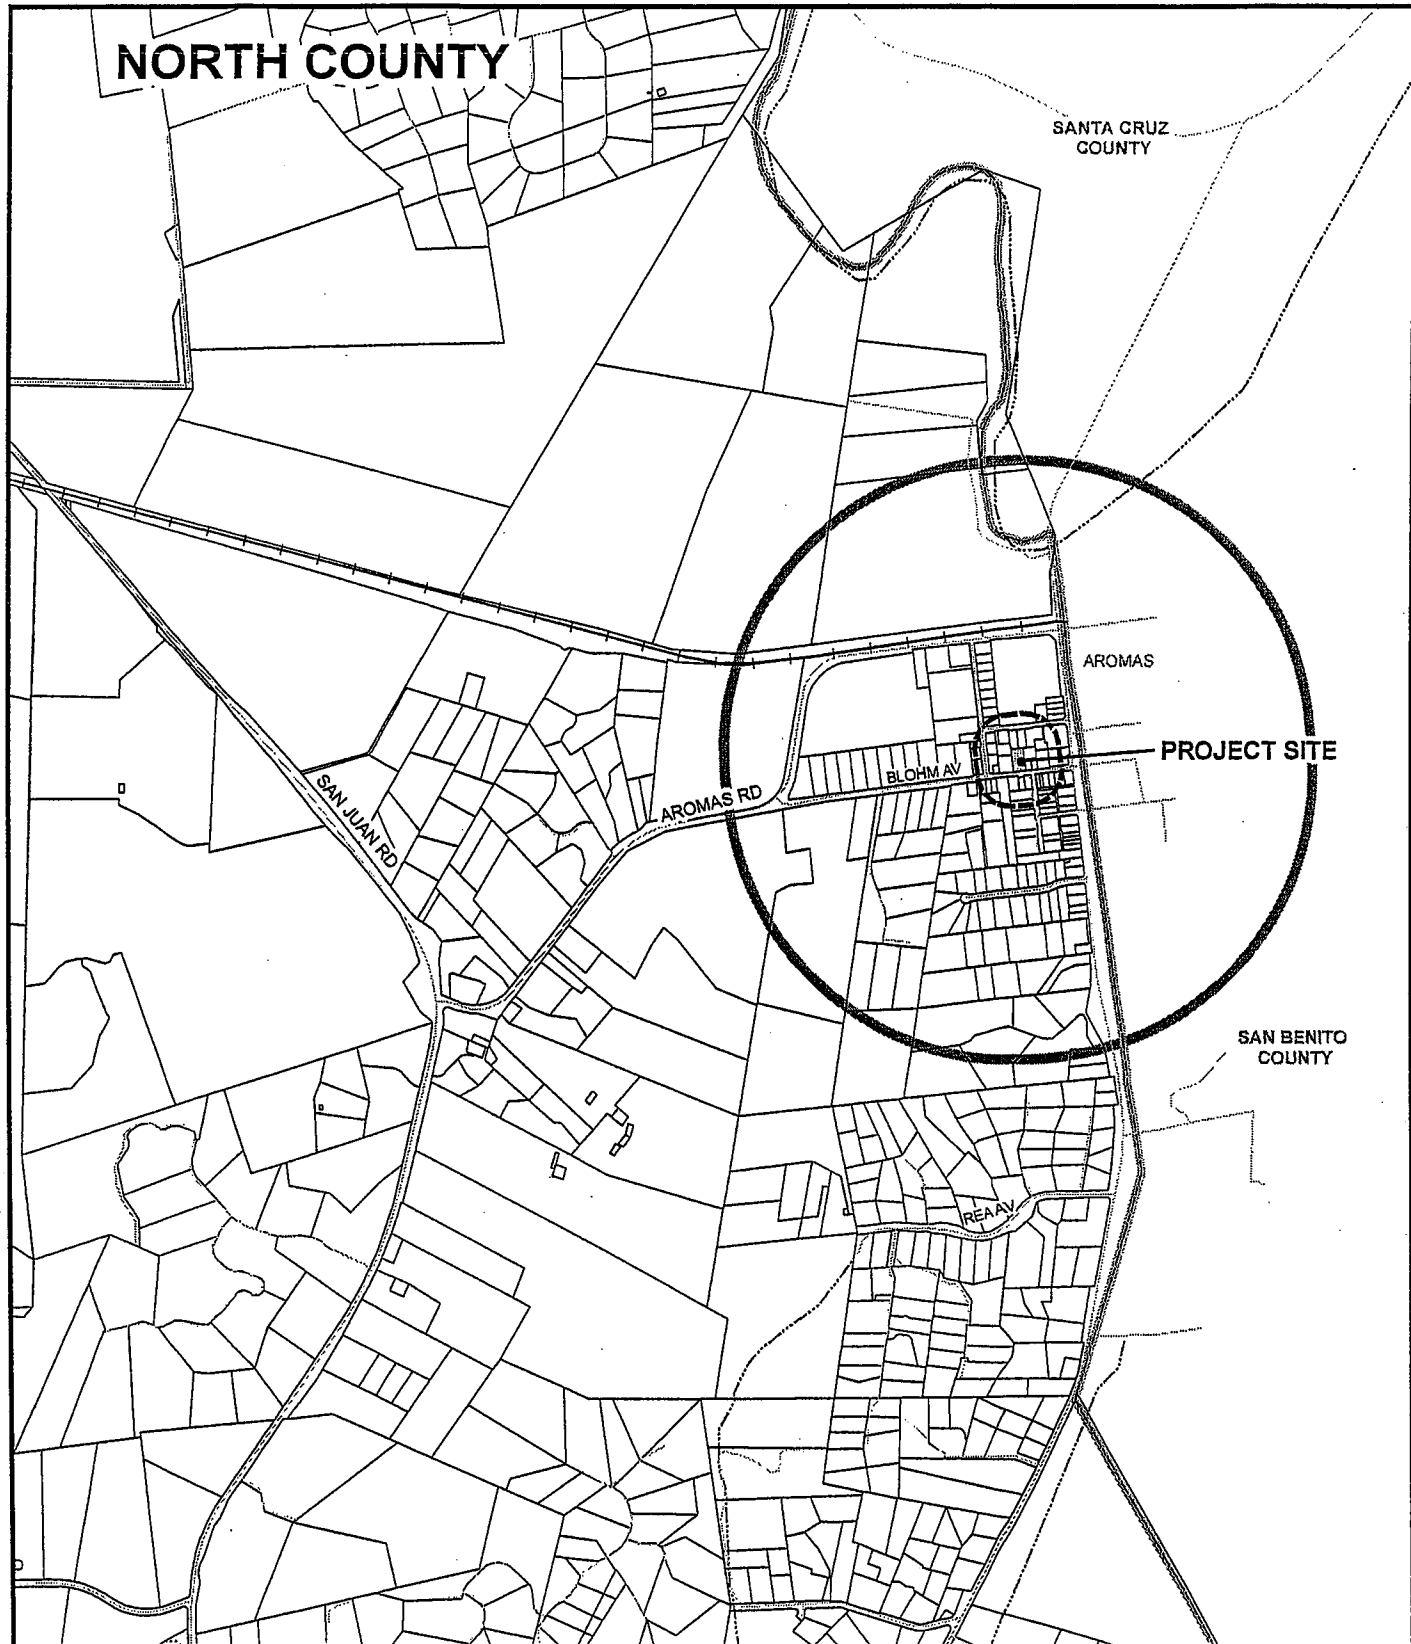 NORTH COUNTY
SANTA CRUZ
COUNTY
AROMAS
PROJECT SITE
BLOHM AV
AROMAS RD
SAN JUAN RD
SAN BENITO
COUNTY
REA AV